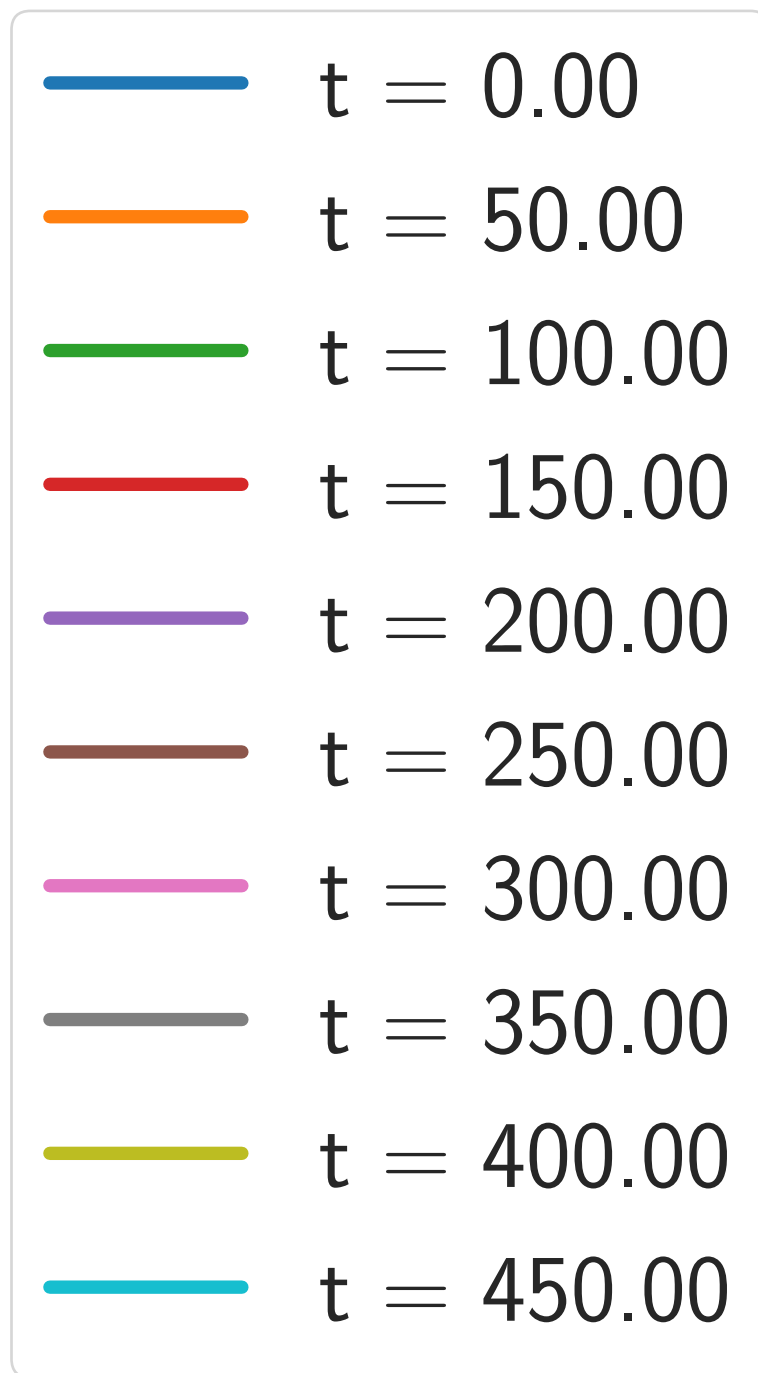 t = 0.00
t = 50.00
t = 100.00
t = 150.00
t = 200.00
t = 250.00
t = 300.00
t = 350.00
t = 400.00
t = 450.00